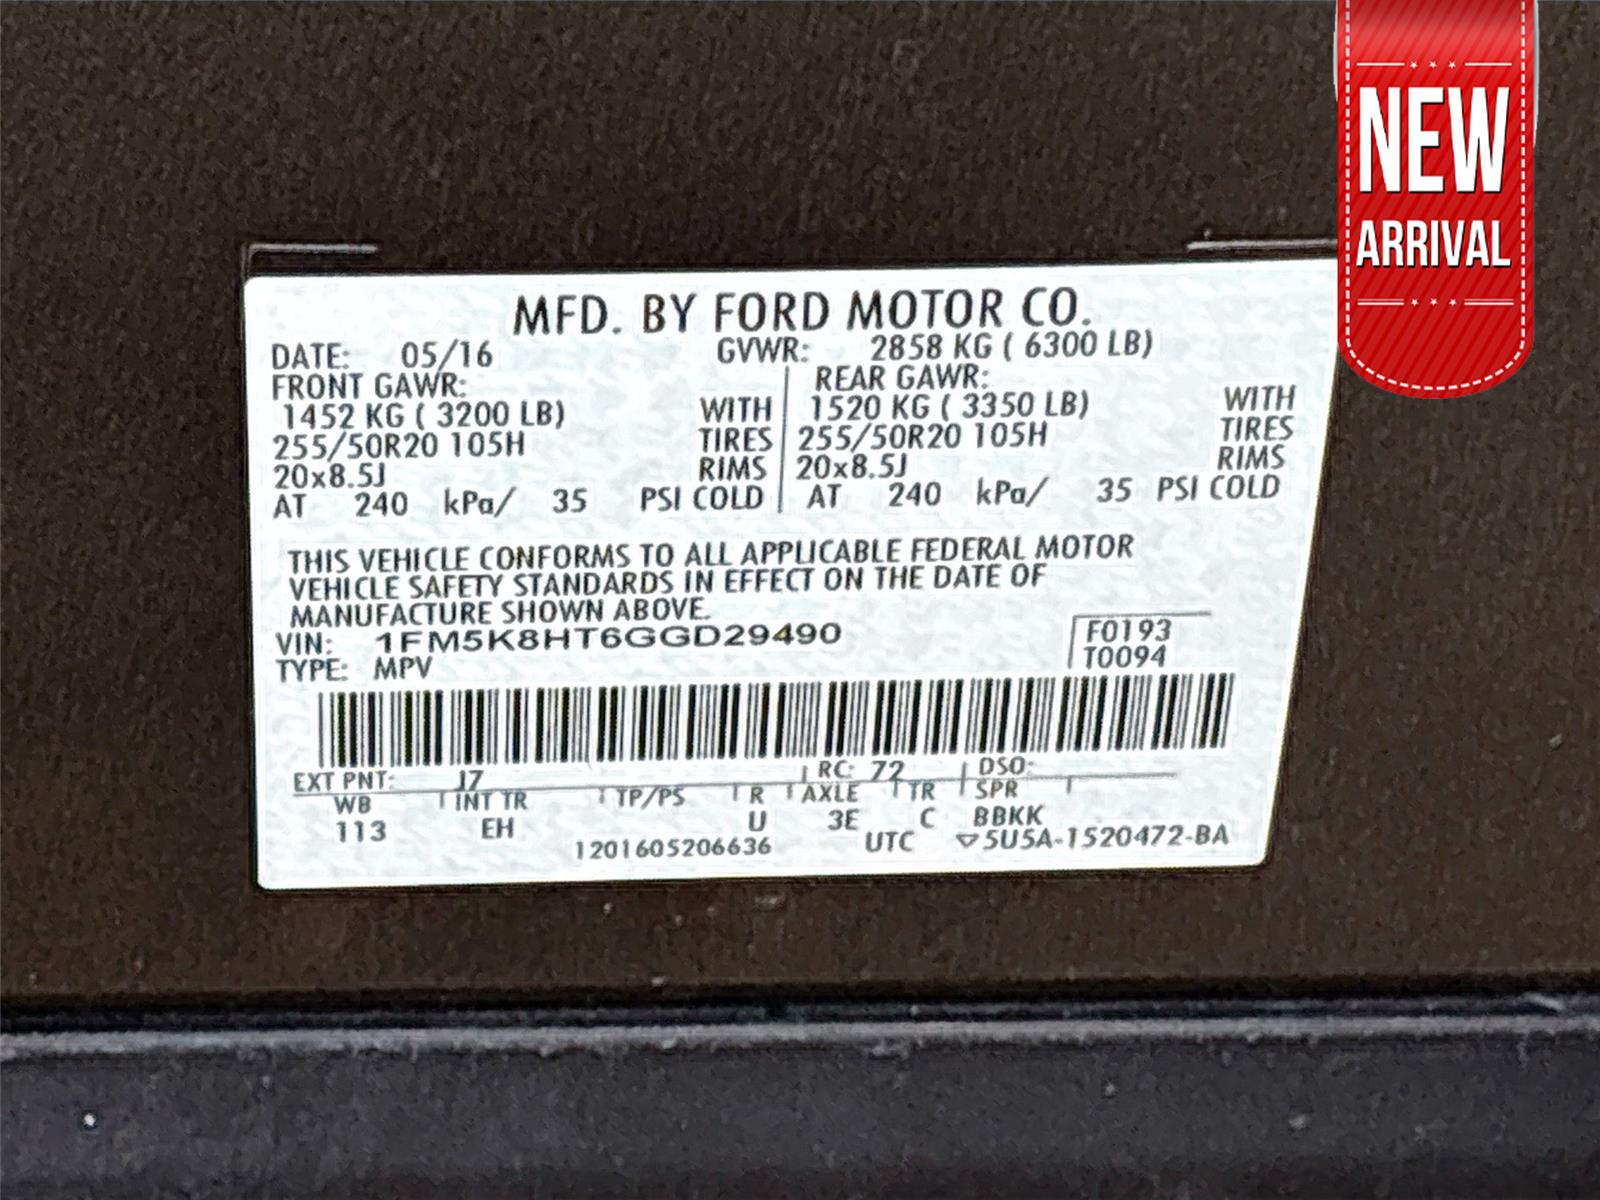 NEW
ARRIVAL
MFD. BY FORD MOTOR CO.
DATE: 05/16 GVWR: 2858 KG ( 6300 LB)
FRONT GAWR: REAR GAWR:
1452 KG ( 3200 LB) WITH 1520 KG ( 3350 LB) WITH
255/50R20 105H TIRES 255/50R20 105H TIRES
20x8.5J RIMS 20x8.5J RIMS
AT 240 kPa/ 35 PSI COLD AT 240 kPa/ 35 PSI COLD
THIS VEHICLE CONFORMS TO ALL APPLICABLE FEDERAL MOTOR
VEHICLE SAFETY STANDARDS IN EFFECT ON THE DATE OF
MANUFACTURE SHOWN ABOVE.
VIN: 1FM5K8HT6GGD29490 F0193
TYPE: MPV T0094
EXT PNT: J7 RC: 72 DSO:
WB INT TR TP/PS R AXLE TR SPR
113 EH U 3E C BBKK
1201605206636 UTC ▽5U5A-1520472-BA